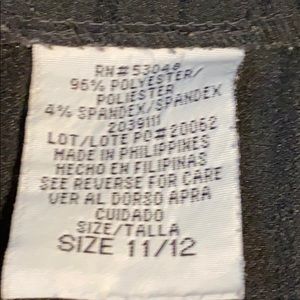 RN#53046
96% POLYESTER/
POLIESTER
4% SPANDEX/SPANDEX
2039111
LOT/LOTE PO#20062
MADE IN PHILIPPINES
HECHO EN FILIPINAS
SEE REVERSE FOR CARE
VER AL DORSO APRA
CUIDADO
SIZE/TALLA
SIZE 11/12